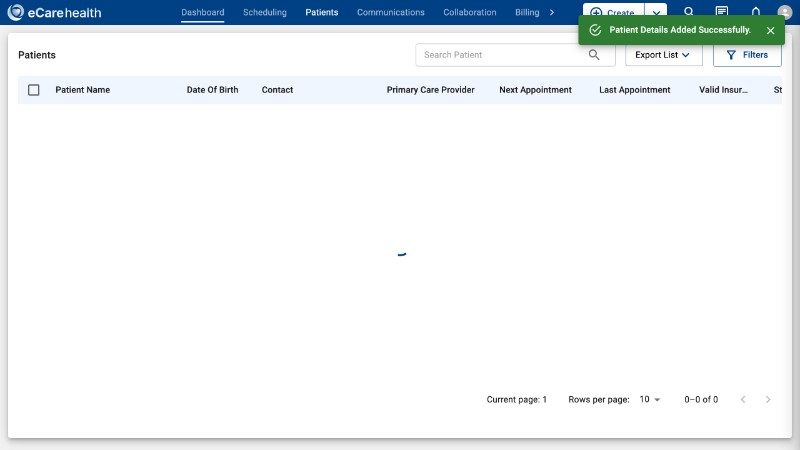 eCarehealth
Dashboard Scheduling Patients Communications Collaboration Billing Create
Patient Details Added Successfully.
Patients Search Patient Export List Filters
Patient Name Date Of Birth Contact Primary Care Provider Next Appointment Last Appointment Valid Insur... St
Current page: 1 Rows per page: 10 0–0 of 0